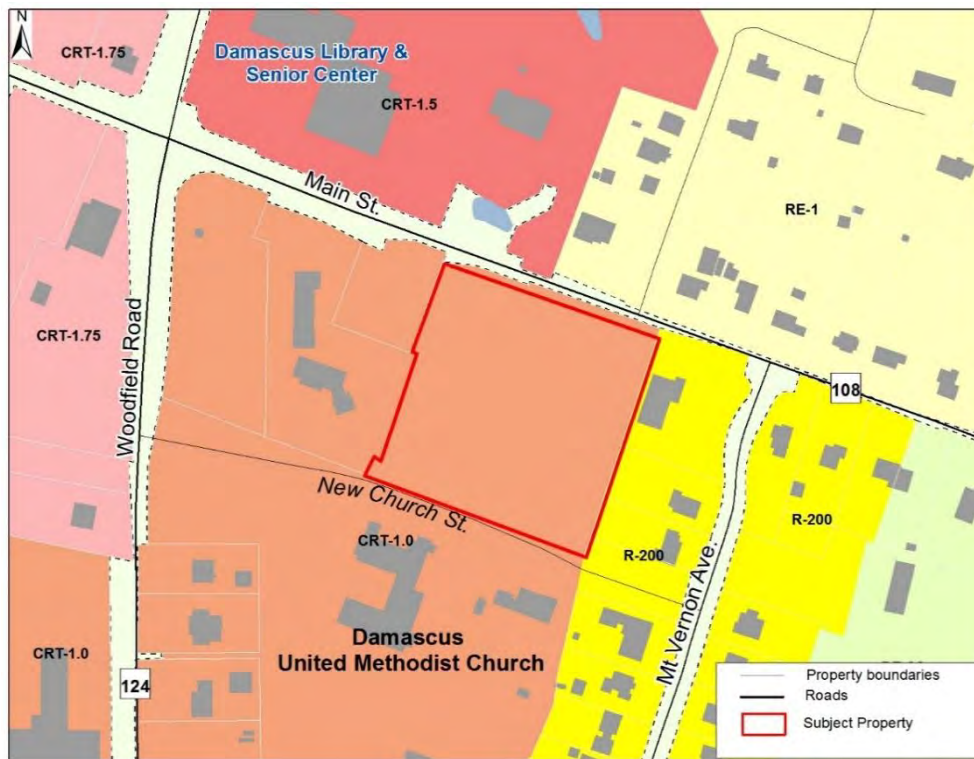 N
CRT-1.75
Damascus Library &
Senior Center
CRT-1.5
Main St.
RE-1
Woodfield Road
CRT-1.75
108
New Church St.
CRT-1.0
R-200
R-200
Mt Vernon Ave.
Damascus
United Methodist Church
CRT-1.0
124
Property boundaries
Roads
Subject Property